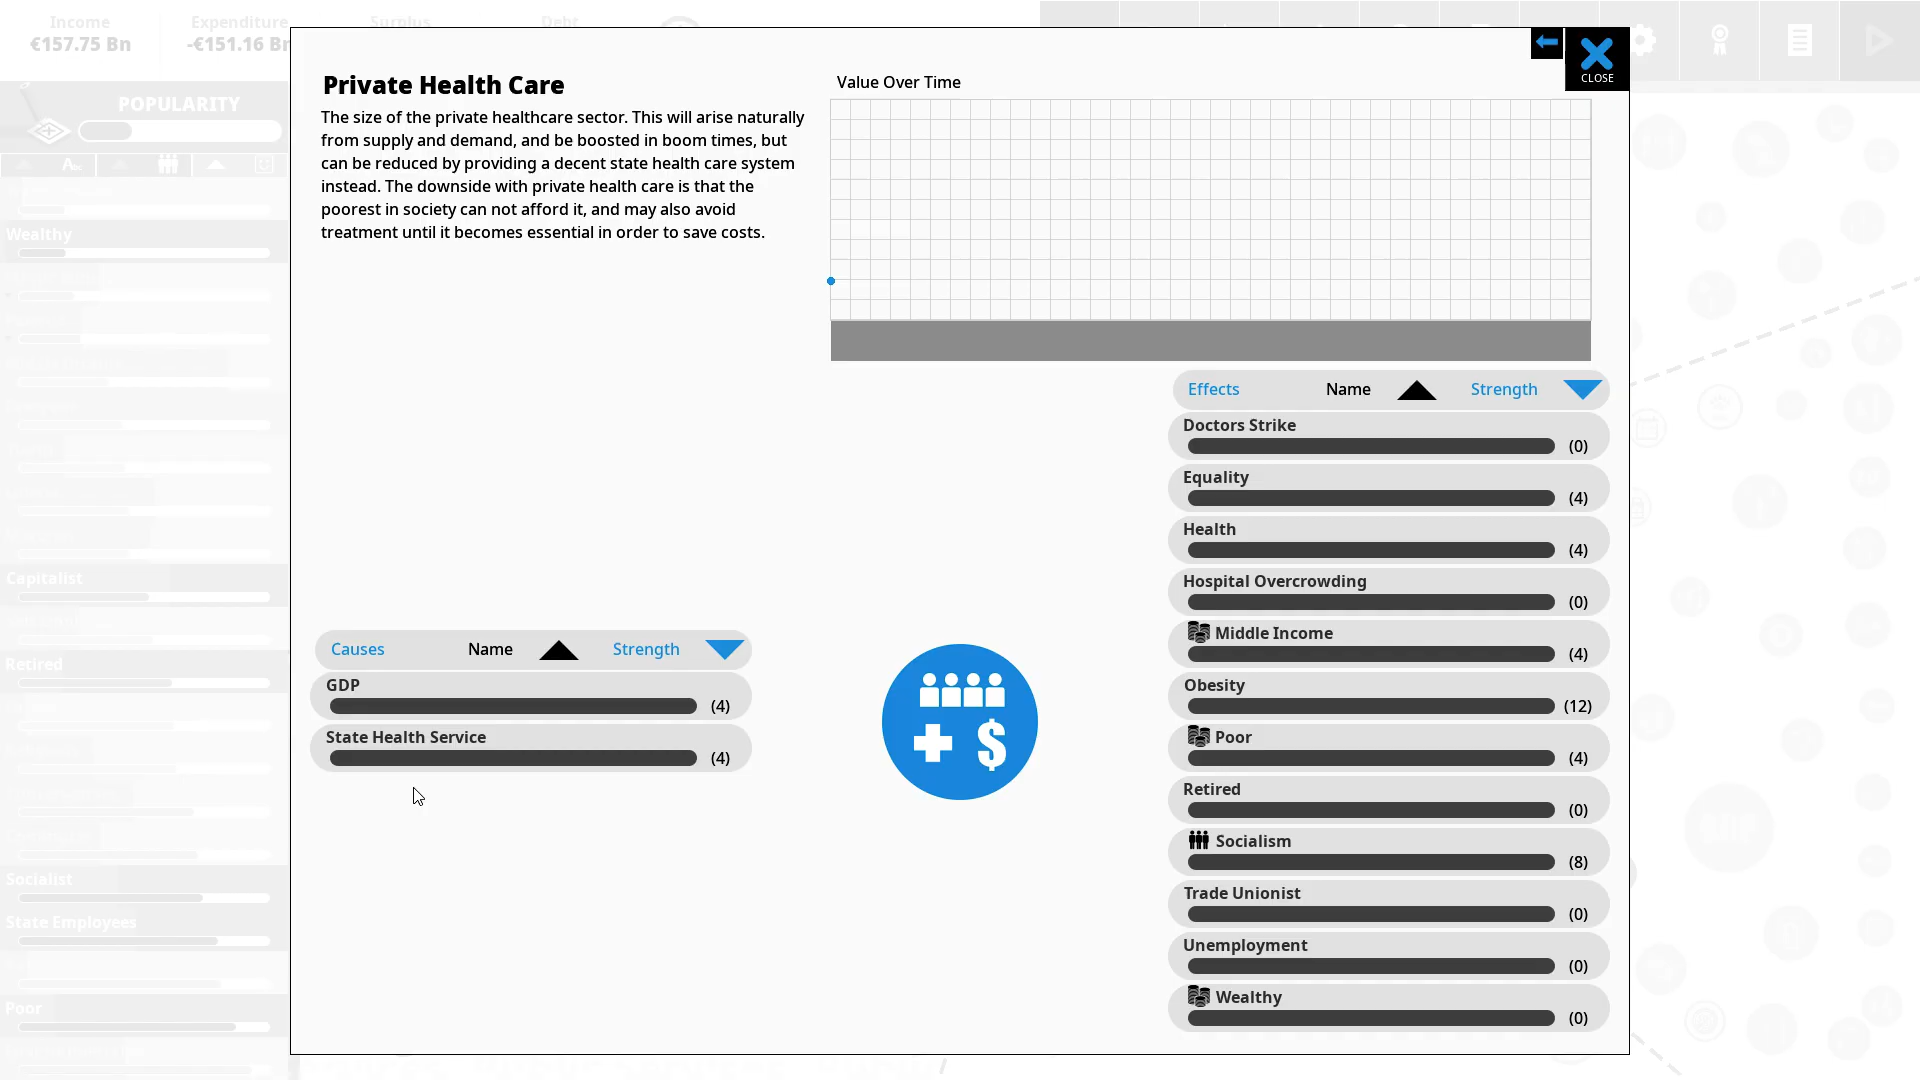 Income
Expenditure
Surplus
Debt
€157.75 Bn
-€151.16 Bn
CLOSE
POPULARITY
Wealthy
Capitalist
Retired
Socialist
State Employees
Poor
Private Health Care
The size of the private healthcare sector. This will arise naturally
from supply and demand, and be boosted in boom times, but
can be reduced by providing a decent state health care system
instead. The downside with private health care is that the
poorest in society can not afford it, and may also avoid
treatment until it becomes essential in order to save costs.
Value Over Time
Causes Name Strength
GDP
(4)
State Health Service
(4)
Effects Name Strength
Doctors Strike
(0)
Equality
(4)
Health
(4)
Hospital Overcrowding
(0)
Middle Income
(4)
Obesity
(12)
Poor
(4)
Retired
(0)
Socialism
(8)
Trade Unionist
(0)
Unemployment
(0)
Wealthy
(0)